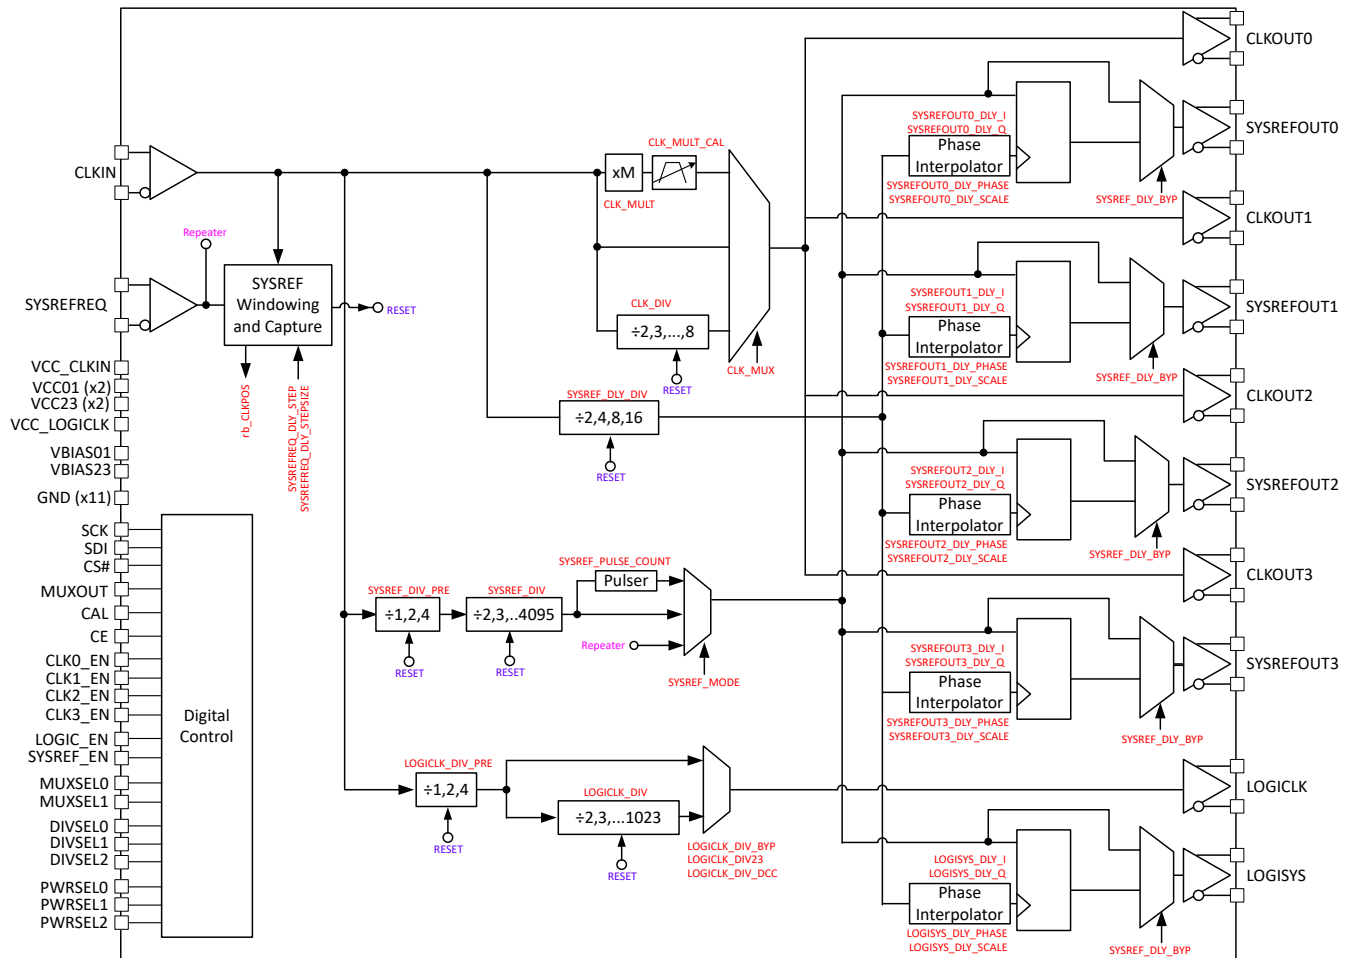 CLKOUT0
SYSREFOUT0_DLY_I
SYSREFOUT0_DLY_Q
Phase
Interpolator
SYSREFOUT0_DLY_PHASE
SYSREFOUT0_DLY_SCALE
SYSREF_DLY_BYP
SYSREFOUT0
CLKIN
CLK_MULT_CAL
xM
CLK_MULT
CLKOUT1
Repeater
SYSREFREQ
SYSREF
Windowing
and Capture
RESET
rb_CLKPOS
SYSREFREQ_DLY_STEP
SYSREFREQ_DLY_STEPSIZE
CLK_DIV
÷2,3,...,8
RESET
CLK_MUX
SYSREFOUT1_DLY_I
SYSREFOUT1_DLY_Q
Phase
Interpolator
SYSREFOUT1_DLY_PHASE
SYSREFOUT1_DLY_SCALE
SYSREF_DLY_BYP
SYSREFOUT1
VCC_CLKIN
VCC01 (x2)
VCC23 (x2)
VCC_LOGICLK
VBIAS01
VBIAS23
GND (x11)
SYSREF_DLY_DIV
÷2,4,8,16
RESET
CLKOUT2
SYSREFOUT2_DLY_I
SYSREFOUT2_DLY_Q
Phase
Interpolator
SYSREFOUT2_DLY_PHASE
SYSREFOUT2_DLY_SCALE
SYSREF_DLY_BYP
SYSREFOUT2
SCK
SDI
CS#
MUXOUT
CAL
CE
CLK0_EN
CLK1_EN
CLK2_EN
CLK3_EN
LOGIC_EN
SYSREF_EN
MUXSEL0
MUXSEL1
DIVSEL0
DIVSEL1
DIVSEL2
PWRSEL0
PWRSEL1
PWRSEL2
Digital
Control
SYSREF_DIV_PRE
÷1,2,4
RESET
SYSREF_DIV
÷2,3,..4095
RESET
SYSREF_PULSE_COUNT
Pulser
Repeater
SYSREF_MODE
CLKOUT3
SYSREFOUT3_DLY_I
SYSREFOUT3_DLY_Q
Phase
Interpolator
SYSREFOUT3_DLY_PHASE
SYSREFOUT3_DLY_SCALE
SYSREF_DLY_BYP
SYSREFOUT3
LOGICLK_DIV_PRE
÷1,2,4
RESET
LOGICLK_DIV
÷2,3,...1023
RESET
LOGICLK_DIV_BYP
LOGICLK_DIV23
LOGICLK_DIV_DCC
LOGICLK
LOGISYS_DLY_I
LOGISYS_DLY_Q
Phase
Interpolator
LOGISYS_DLY_PHASE
LOGISYS_DLY_SCALE
SYSREF_DLY_BYP
LOGISYS